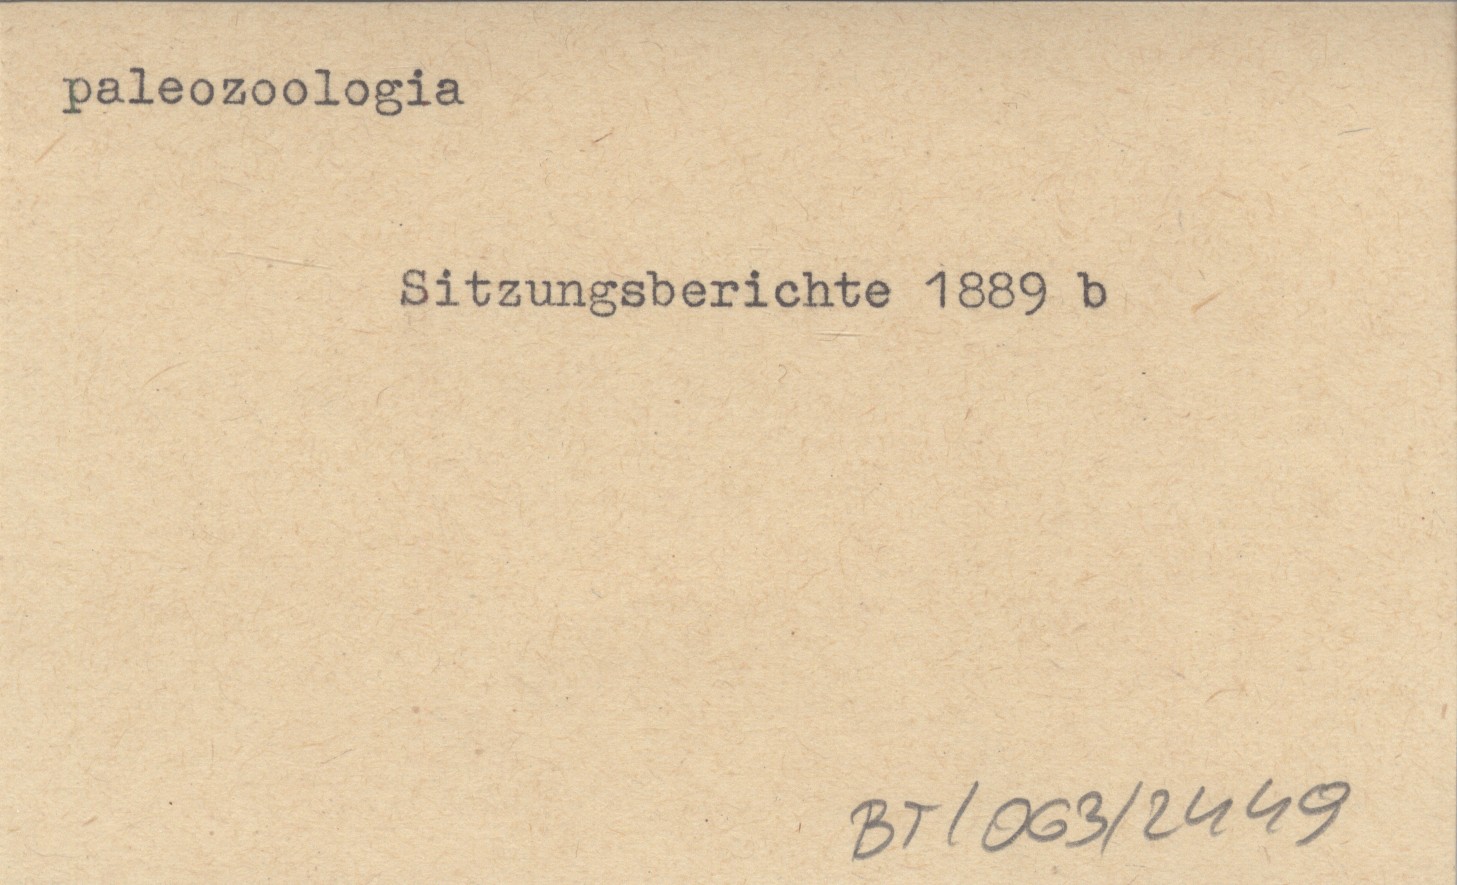 paleozoologia
Sitzungsberichte 1889 b
BT/063/2449